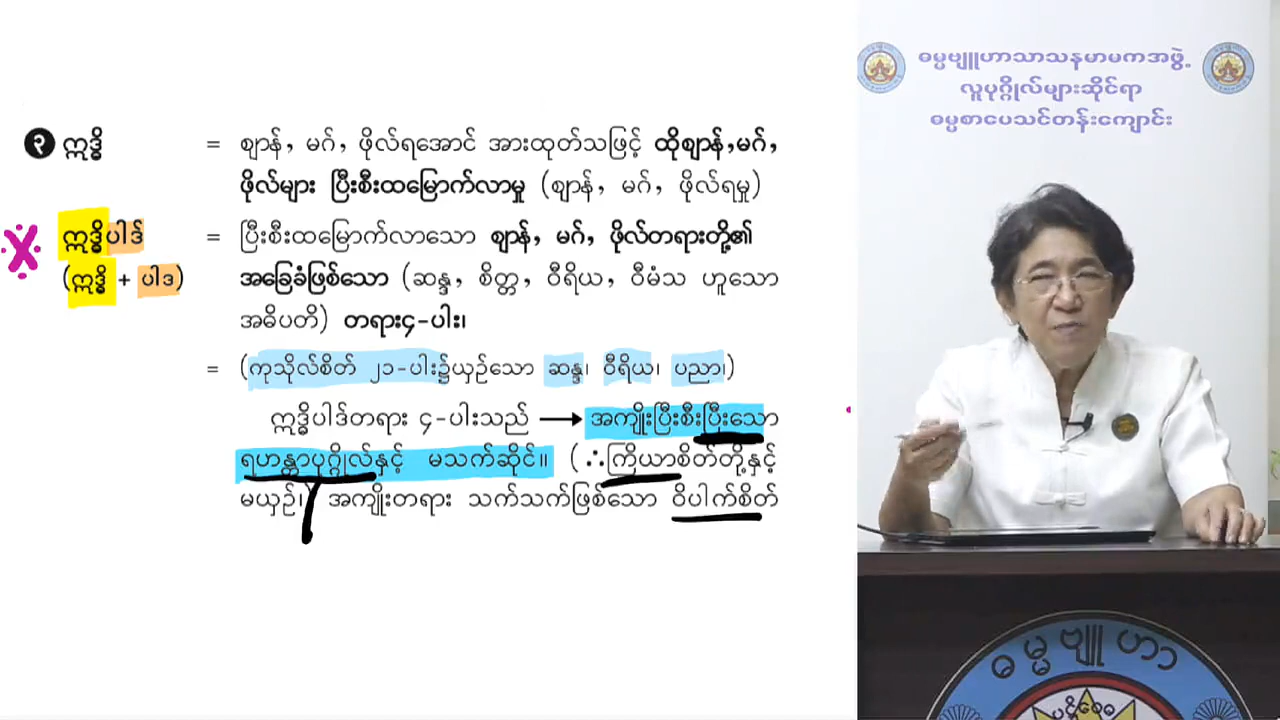 ၃ ဣဒ္ဓိ = ဈာန်, မဂ်, ဖိုလ်ရအောင် အားထုတ်သဖြင့် ထိုဈာန်,မဂ်,
ဖိုလ်များ ပြီးစီးထမြောက်လာမှု (ဈာန်, မဂ်, ဖိုလ်ရမှု)
ဣဒ္ဓိပါဒ် = ပြီးစီးထမြောက်လာသော ဈာန်, မဂ်, ဖိုလ်တရားတို့၏
(ဣဒ္ဓိ + ပါဒ) အခြေခံဖြစ်သော (ဆန္ဒ, စိတ္တ, ဝီရိယ, ဝီမံသ ဟူသော
အဓိပတိ) တရား၄-ပါး၊
= (ကုသိုလ်စိတ် ၂၁-ပါး၌ယှဉ်သော ဆန္ဒ၊ ဝီရိယ၊ ပညာ၊)
ဣဒ္ဓိပါဒ်တရား ၄-ပါးသည် → အကျိုးပြီးစီးပြီးသော
ရဟန္တာပုဂ္ဂိုလ်နှင့် မသက်ဆိုင်။ (∴ကြိယာစိတ်တို့နှင့်
မယှဉ်၊ အကျိုးတရား သက်သက်ဖြစ်သော ဝိပါက်စိတ်
ဓမ္မဗျူဟာသာသနမာမကအဖွဲ့
လူပုဂ္ဂိုလ်များဆိုင်ရာ
ဓမ္မစာပေသင်တန်းကျောင်း
ဓမ္မဗျူဟာ
ပဋိဝေဓ